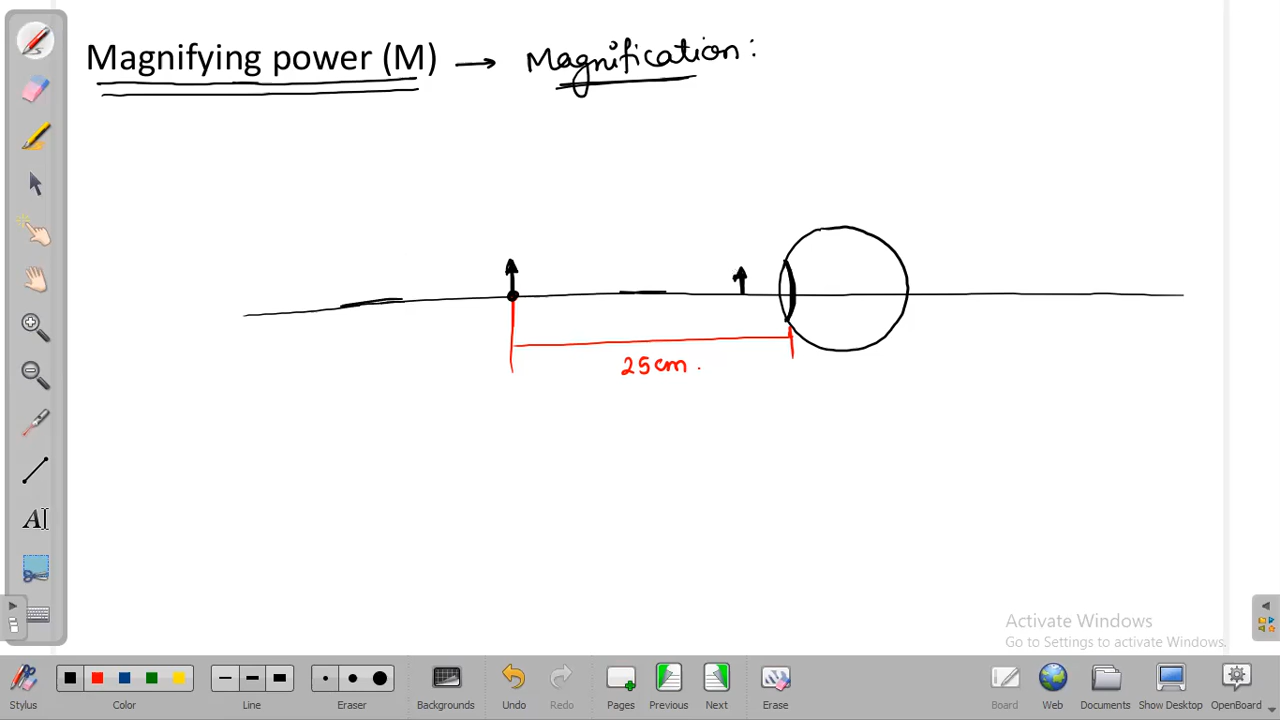 Magnifying power (M) → Magnification:
25cm.
Activate Windows
Go to Settings to activate Windows.
Stylus
Color
Line
Eraser
Backgrounds
Undo
Redo
Pages
Previous
Next
Erase
Board
Web
Documents
Show Desktop
OpenBoard